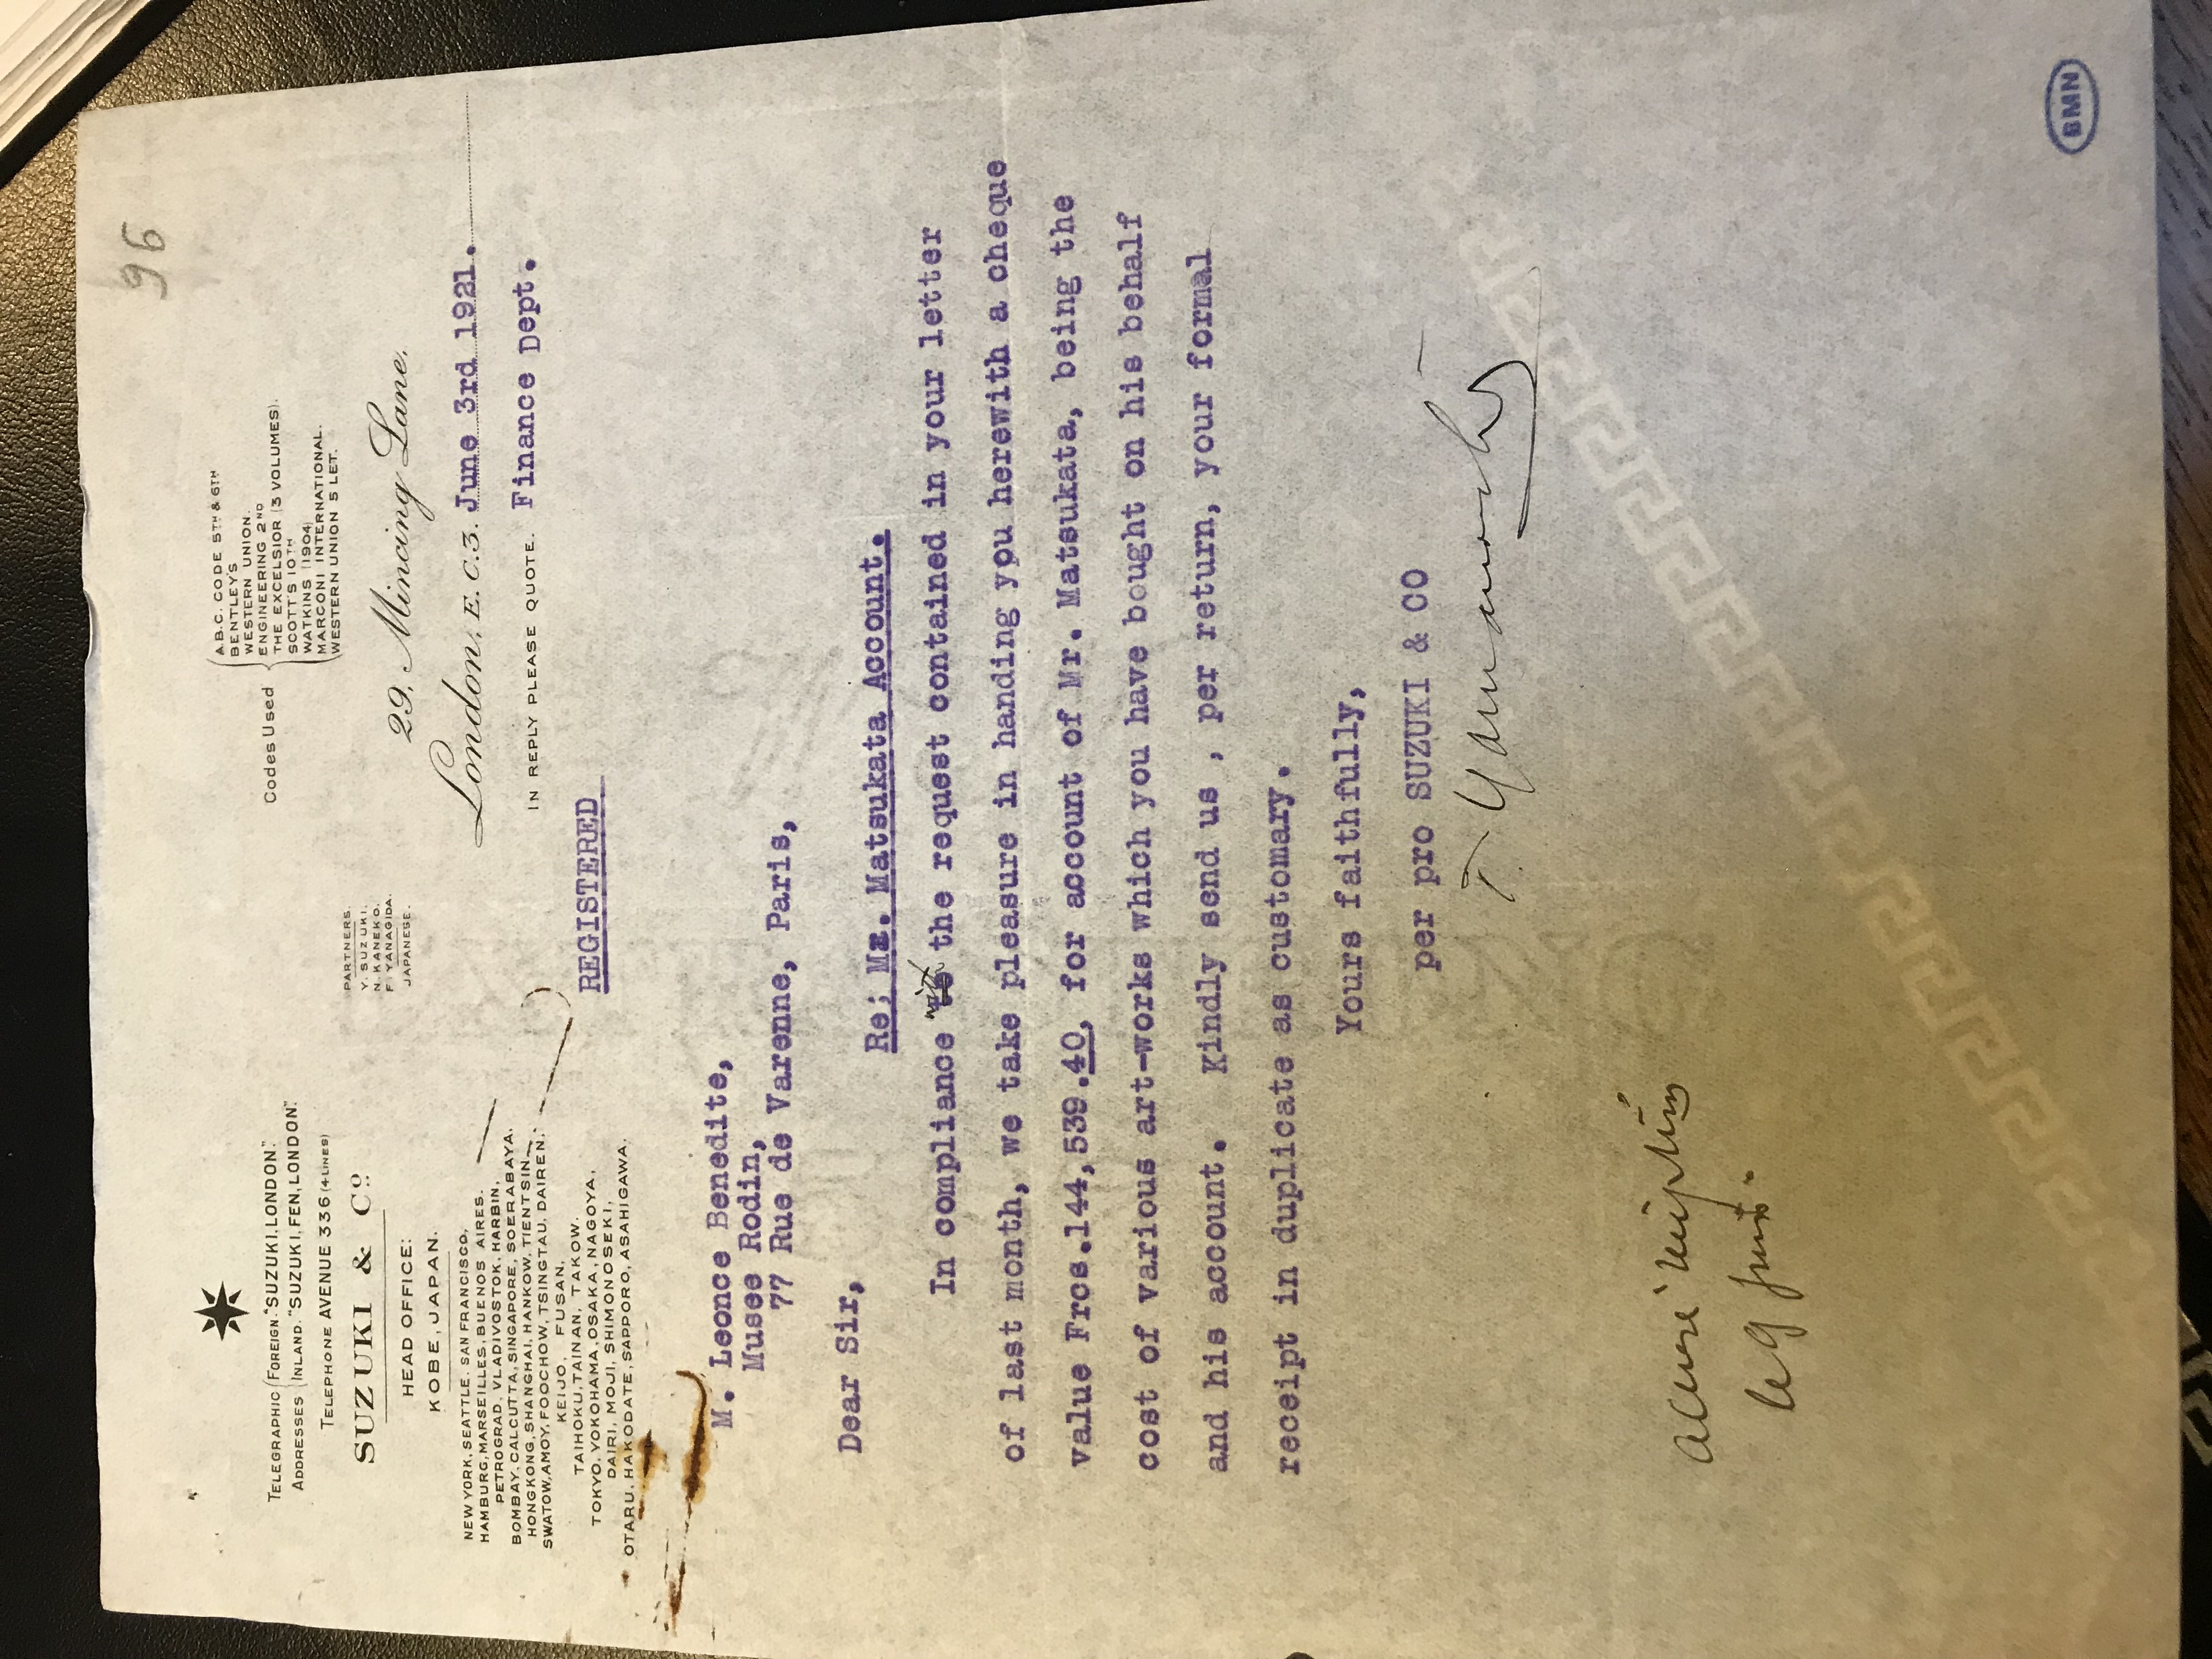 96
TELEGRAPHIC ADDRESSES { FOREIGN. "SUZUKI, LONDON".
INLAND. "SUZUKI, FEN, LONDON".
TELEPHONE AVENUE 336 (4 LINES)
SUZUKI & Cº.
HEAD OFFICE:
KOBE, JAPAN.
NEW YORK, SEATTLE, SAN FRANCISCO,
HAMBURG, MARSEILLES, BUENOS AIRES.
PETROGRAD, VLADIVOSTOK, HARBIN,
BOMBAY, CALCUTTA, SINGAPORE, SOERABAYA.
HONGKONG, SHANGHAI, HANKOW, TIENTSIN,
SWATOW, AMOY, FOOCHOW, TSINGTAU, DAIREN,
KEIJO, FUSAN,
TAIHOKU, TAINAN, TAKOW.
TOKYO, YOKOHAMA, OSAKA, NAGOYA,
DAIRI, MOJI, SHIMONOSEKI,
OTARU, HAKODATE, SAPPORO, ASAHIGAWA.
PARTNERS.
Y. SUZUKI.
N. KANEKO.
F. YANAGIDA.
JAPANESE.
Codes Used { A.B.C. CODE 5TH & 6TH
BENTLEY'S
WESTERN UNION.
ENGINEERING 2ND
THE EXCELSIOR (3 VOLUMES).
SCOTT'S 10TH
WATKINS (1904)
MARCONI INTERNATIONAL.
WESTERN UNION 5 LET.
29, Mincing Lane,
London, E.C.3. June 3rd 1921.
IN REPLY PLEASE QUOTE. Finance Dept.
REGISTERED
M. Leonce Benedite,
Musee Rodin,
77 Rue de Varenne, Paris,
Dear Sir,
Re; Mr. Matsukata Account.
In compliance with the request contained in your letter
of last month, we take pleasure in handing you herewith a cheque
value Frcs.144,539.40, for account of Mr. Matsukata, being the
cost of various art-works which you have bought on his behalf
and his account. Kindly send us , per return, your formal
receipt in duplicate as customary.
Yours faithfully,
per pro SUZUKI & CO
T.
le 9 juin.
BMN